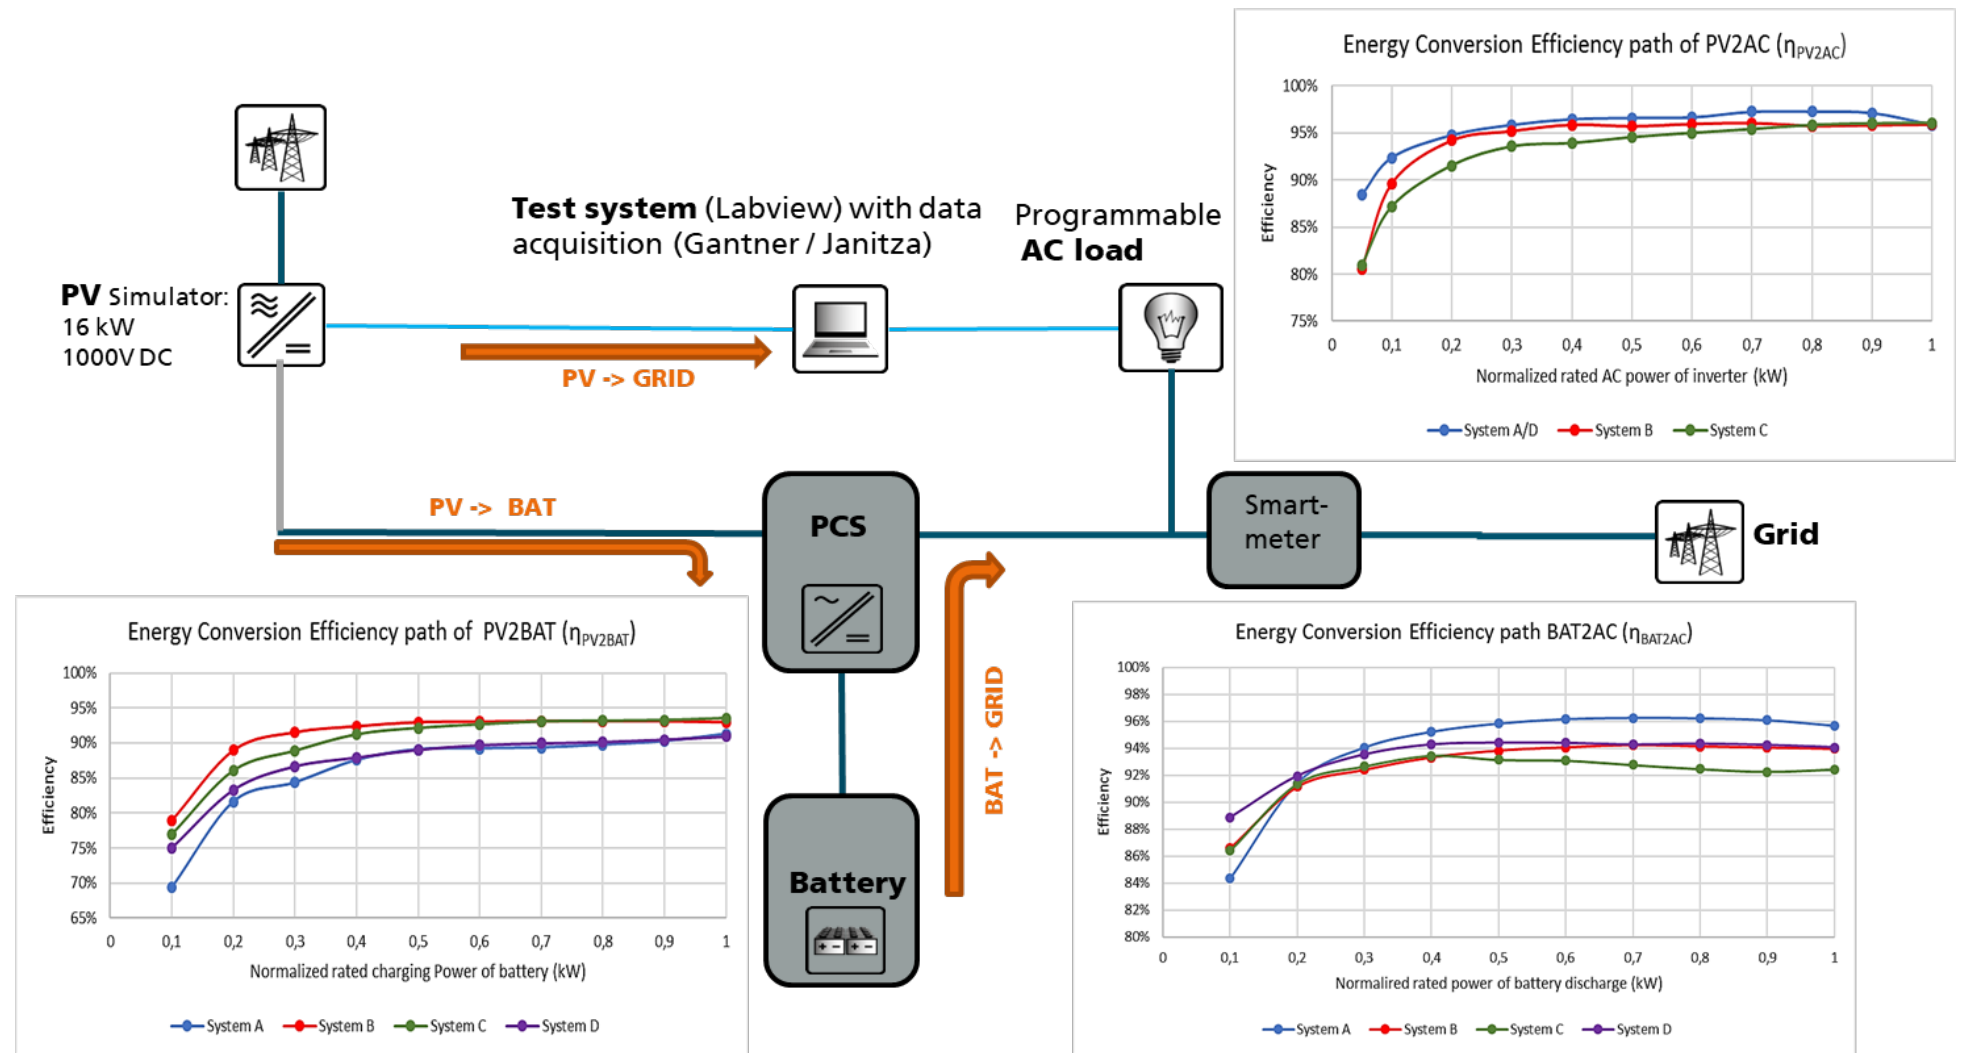 Energy Conversion Efficiency path of PV2AC (ηPV2AC)
100%
95%
90%
85%
80%
75%
Efficiency
0 0,1 0,2 0,3 0,4 0,5 0,6 0,7 0,8 0,9 1
Normalized rated AC power of inverter (kW)
System A/D System B System C
Test system (Labview) with data
acquisition (Gantner / Janitza)
Programmable
AC load
PV Simulator:
16 kW
1000V DC
PV -> GRID
PV -> BAT
PCS
Smart-
meter
Grid
Energy Conversion Efficiency path of PV2BAT (ηPV2BAT)
100%
95%
90%
85%
80%
75%
70%
65%
Efficiency
0 0,1 0,2 0,3 0,4 0,5 0,6 0,7 0,8 0,9 1
Normalized rated charging Power of battery (kW)
System A System B System C System D
Battery
BAT -> GRID
Energy Conversion Efficiency path BAT2AC (ηBAT2AC)
100%
98%
96%
94%
92%
90%
88%
86%
84%
82%
80%
Efficiency
0 0,1 0,2 0,3 0,4 0,5 0,6 0,7 0,8 0,9 1
Normalired rated power of battery discharge (kW)
System A System B System C System D